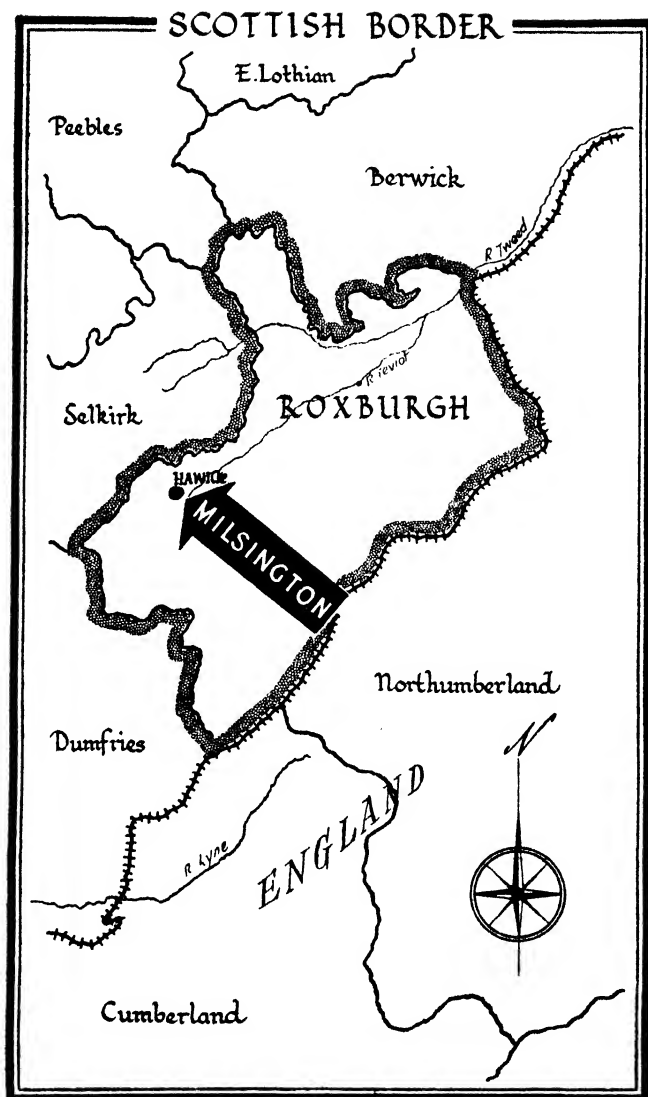 SCOTTISH BORDER
E.Lothian
Peebles
Berwick
R Tweed
R Teviot
ROXBURGH
Selkirk
HAWICK
MILSINGTON
Northumberland
Dumfries
N
ENGLAND
R Lyne
Cumberland